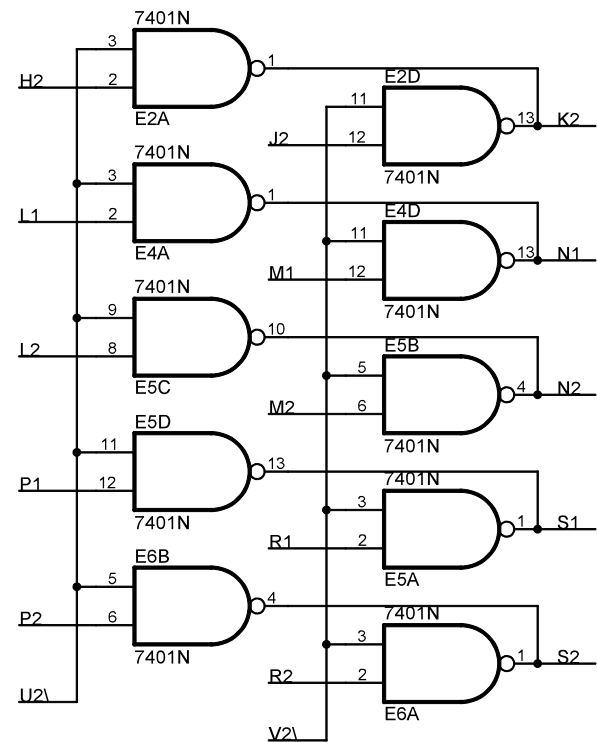 7401N
3
1
H2
2
E2A
E2D
11
13
K2
J2
12
7401N
7401N
3
1
L1
2
E4A
E4D
11
13
N1
M1
12
7401N
7401N
9
10
L2
8
E5C
E5B
5
4
N2
M2
6
7401N
E5D
11
13
P1
12
7401N
7401N
3
1
S1
R1
2
E5A
E6B
5
4
P2
6
7401N
7401N
3
1
S2
R2
2
E6A
U2\
V2\